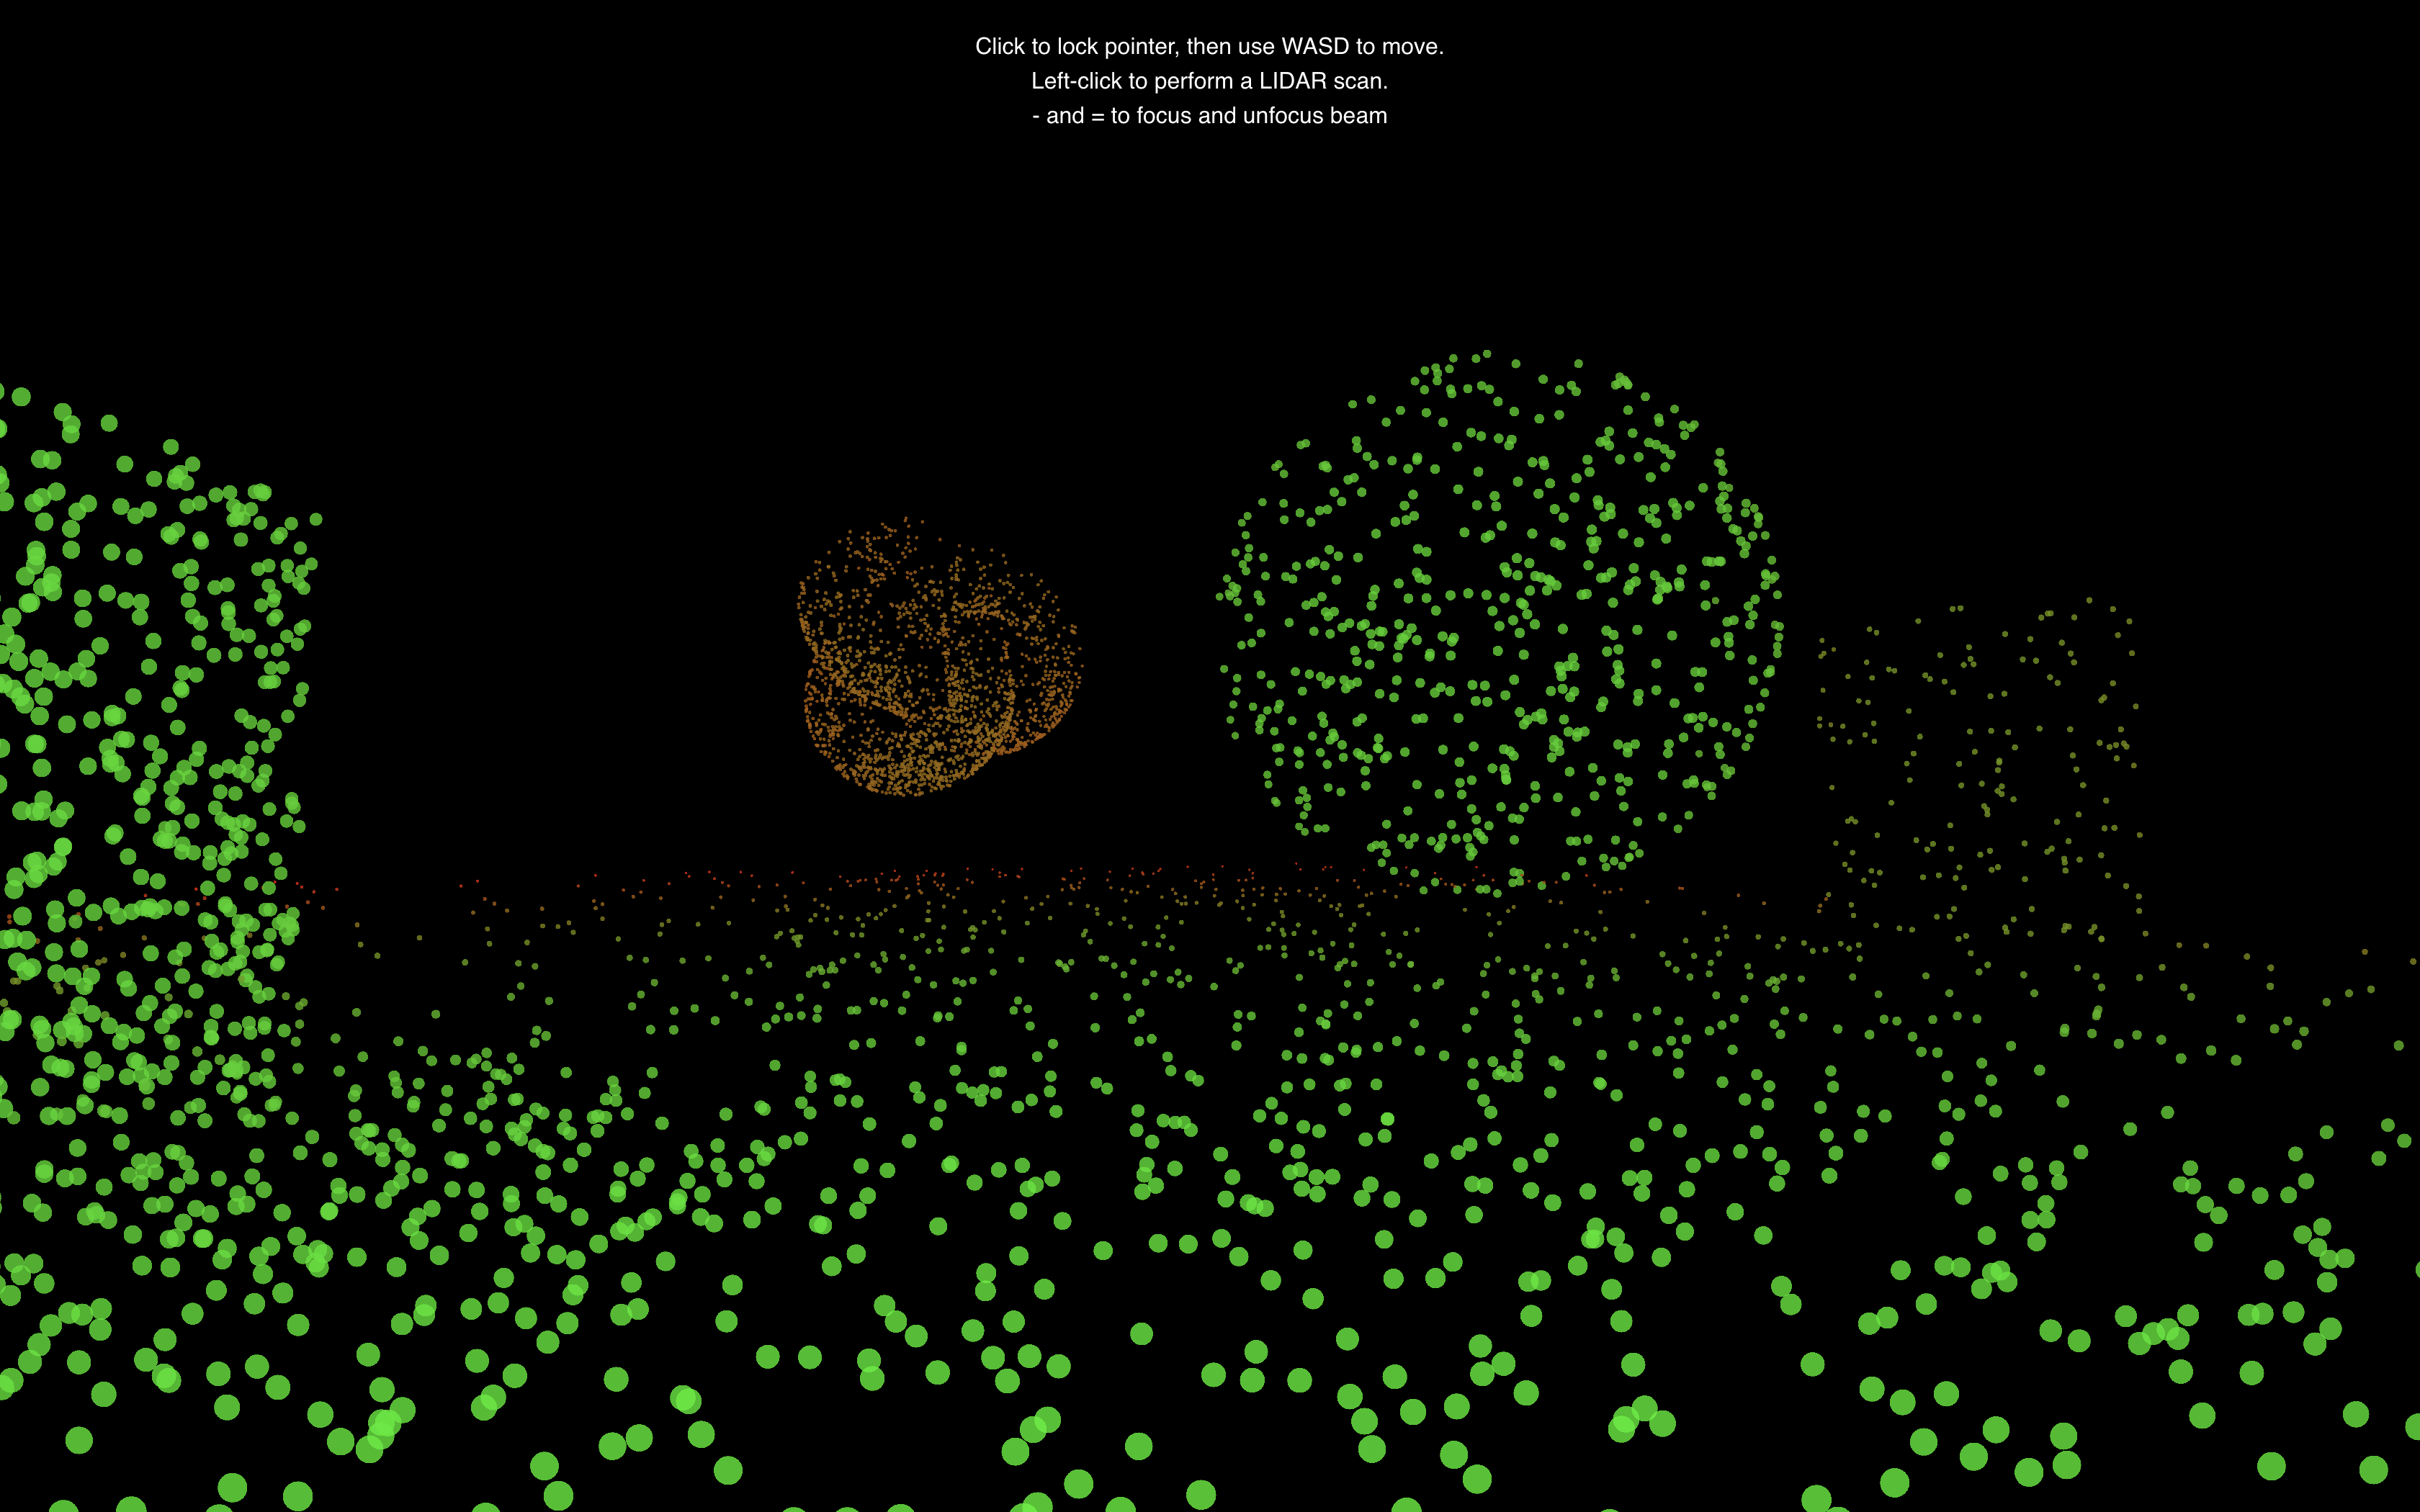 Click to lock pointer, then use WASD to move.
Left-click to perform a LIDAR scan.
- and = to focus and unfocus beam